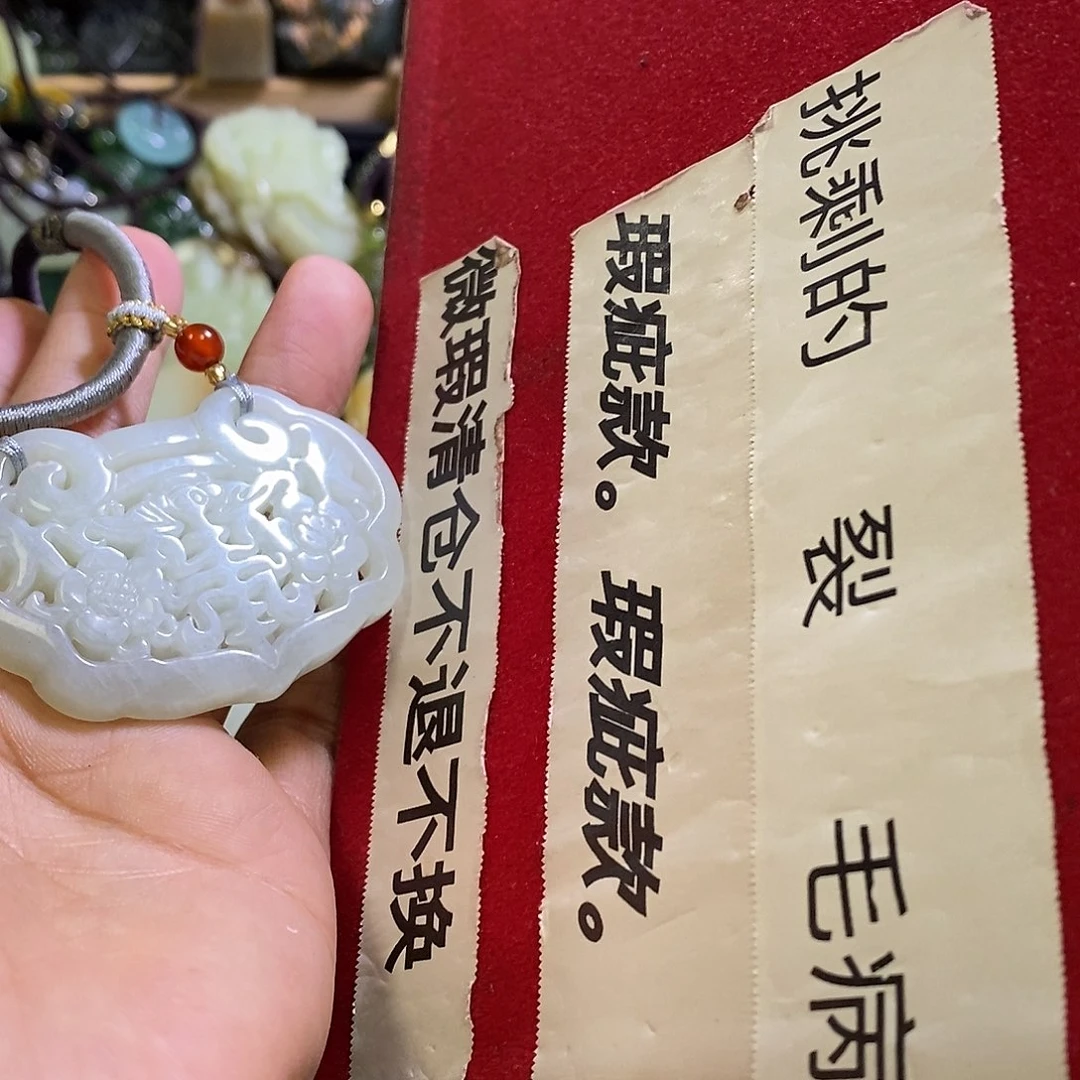 挑剩的 裂 毛病
瑕疵款。瑕疵款。
微瑕清仓不退不换